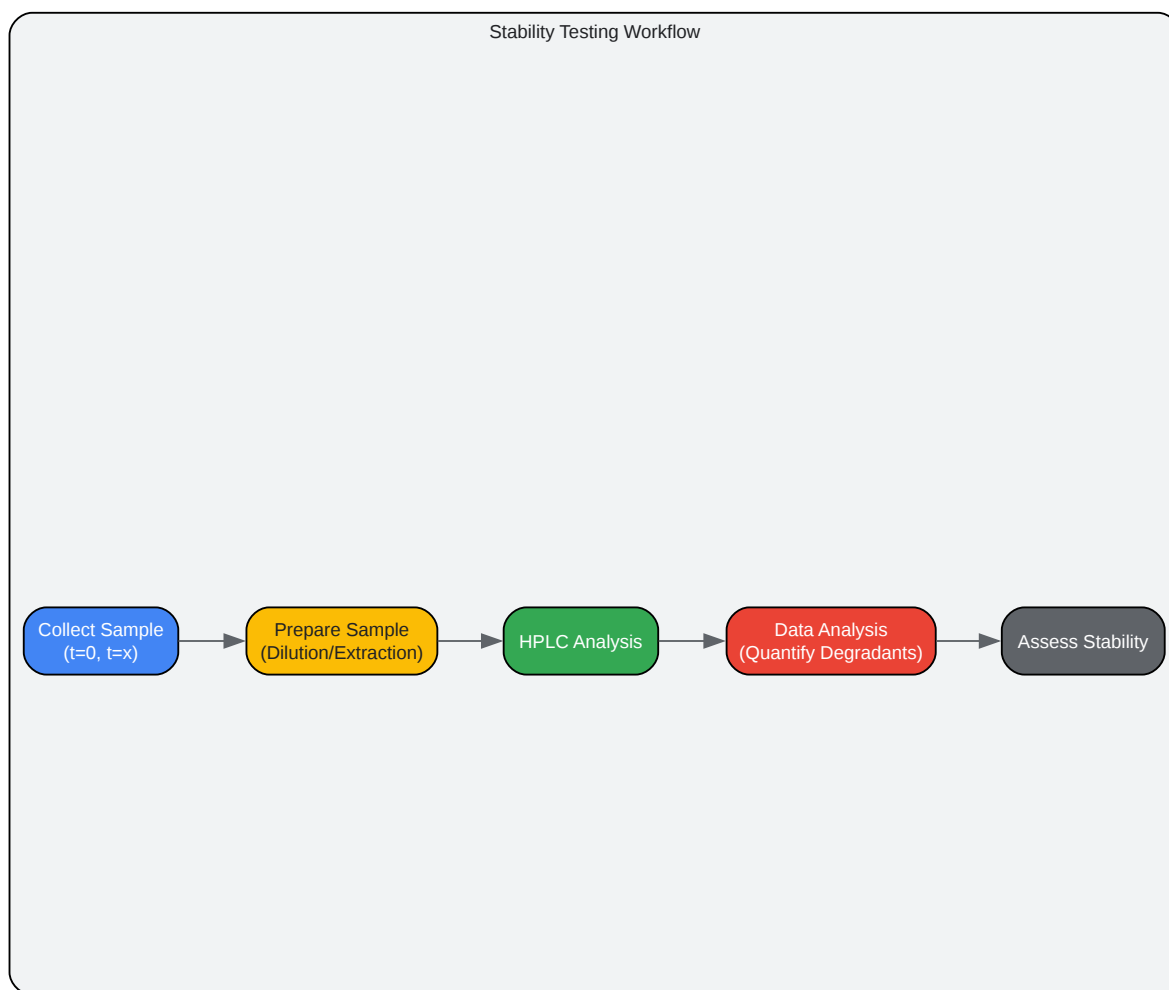 Stability Testing Workflow
Collect Sample
(t=0, t=x)
Prepare Sample
(Dilution/Extraction)
HPLC Analysis
Data Analysis
(Quantify Degradants)
Assess Stability